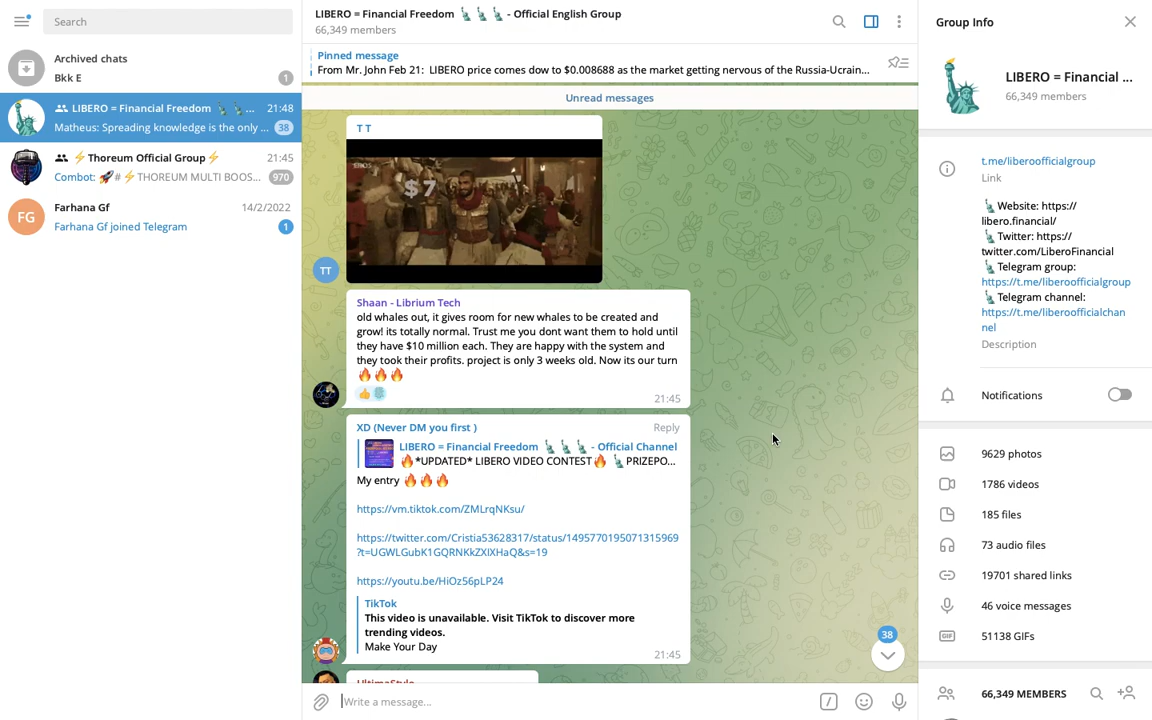 Search
Archived chats
Bkk E
1
LIBERO = Financial Freedom 🗽 🗽 ...
21:48
Matheus: Spreading knowledge is the only ...
38
⚡Thoreum Official Group⚡
21:45
Combot: 🚀#⚡THOREUM MULTI BOOS...
970
FG
Farhana Gf
14/2/2022
Farhana Gf joined Telegram
1
LIBERO = Financial Freedom 🗽 🗽 🗽 - Official English Group
66,349 members
Pinned message
From Mr. John Feb 21: LIBERO price comes dow to $0.008688 as the market getting nervous of the Russia-Ucrain...
Unread messages
T T
EROS
$7
TT
Shaan - Librium Tech
old whales out, it gives room for new whales to be created and
grow! its totally normal. Trust me you dont want them to hold until
they have $10 million each. They are happy with the system and
they took their profits. project is only 3 weeks old. Now its our turn
🔥🔥🔥
👍
21:45
XD (Never DM you first )
Reply
LIBERO = Financial Freedom 🗽 🗽 🗽 - Official Channel
🔥*UPDATED* LIBERO VIDEO CONTEST🔥 🗽PRIZEPO...
My entry 🔥🔥🔥
https://vm.tiktok.com/ZMLrqNKsu/
https://twitter.com/Cristia53628317/status/1495770195071315969
?t=UGWLGubK1GQRNKkZXIXHaQ&s=19
https://youtu.be/HiOz56pLP24
TikTok
This video is unavailable. Visit TikTok to discover more
trending videos.
Make Your Day
21:45
38
UltimaStyle
Write a message...
Group Info
LIBERO = Financial ...
66,349 members
t.me/liberoofficialgroup
Link
🗽Website: https://
libero.financial/
🗽Twitter: https://
twitter.com/LiberoFinancial
🗽Telegram group:
https://t.me/liberoofficialgroup
🗽Telegram channel:
https://t.me/liberoofficialchan
nel
Description
Notifications
9629 photos
1786 videos
185 files
73 audio files
19701 shared links
46 voice messages
GIF
51138 GIFs
66,349 MEMBERS